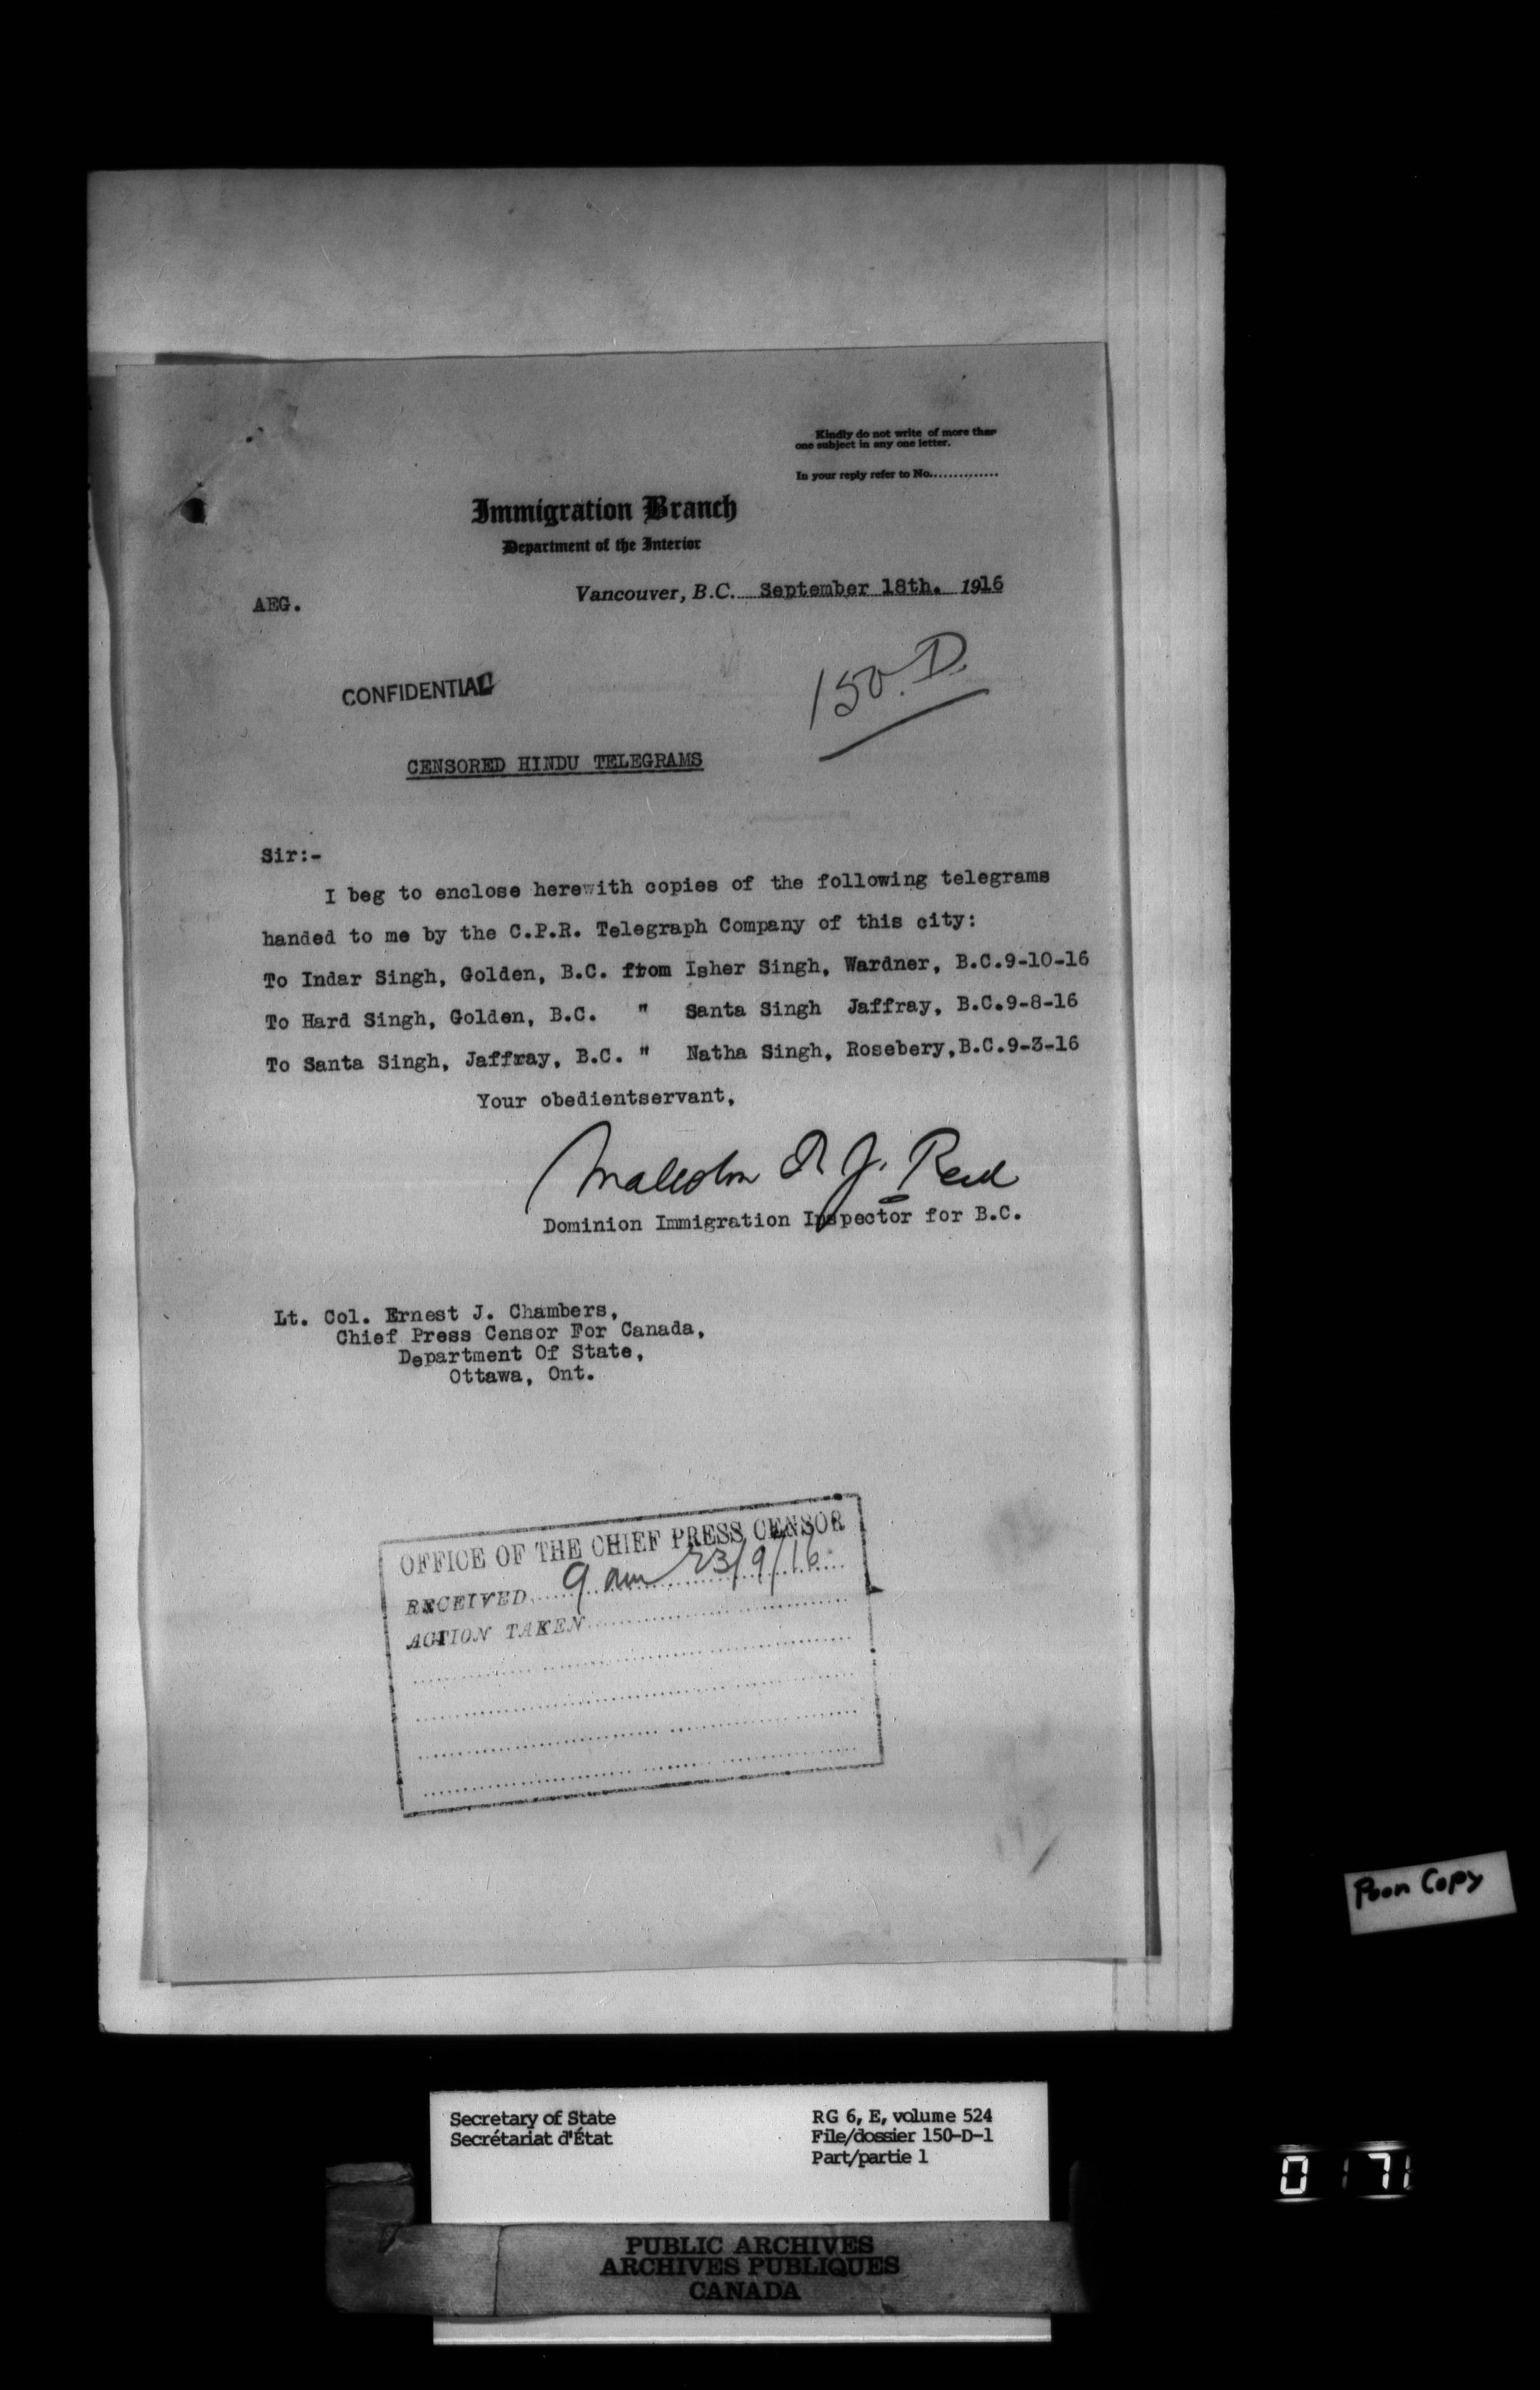 Kindly do not write of more than
one subject in any one letter.
In your reply refer to No..............
Immigration Branch
Department of the Interior
Vancouver, B.C. September 18th. 1916
AEG.
150.D.
CONFIDENTIAL
CENSORED HINDU TELEGRAMS
Sir:-
I beg to enclose herewith copies of the following telegrams
handed to me by the C.P.R. Telegraph Company of this city:
To Indar Singh, Golden, B.C. from Isher Singh, Wardner, B.C.9-10-16
To Hard Singh, Golden, B.C. " Santa Singh Jaffray, B.C.9-8-16
To Santa Singh, Jaffray, B.C. " Natha Singh, Rosebery,B.C.9-3-16
Your obedientservant,
Malcolm R J. Reid
Dominion Immigration Inspector for B.C.
Lt. Col. Ernest J. Chambers,
Chief Press Censor For Canada,
Department Of State,
Ottawa, Ont.
OFFICE OF THE CHIEF PRESS CENSOR
RECEIVED 9 am 23/9/16
ACTION TAKEN
Poor Copy
Secretary of State
Secrétariat d'État
RG 6, E, volume 524
File/dossier 150-D-1
Part/partie 1
0171
PUBLIC ARCHIVES
ARCHIVES PUBLIQUES
CANADA